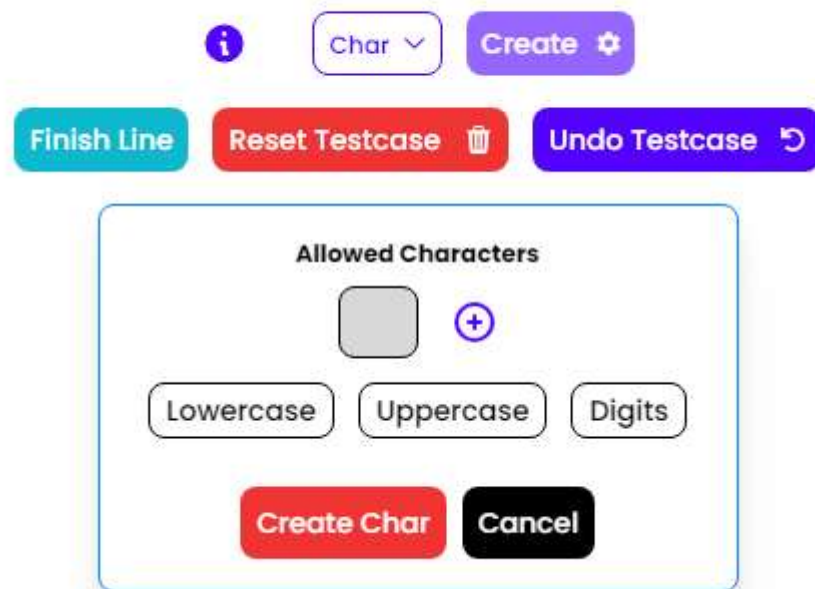 Char Create
Finish Line Reset Testcase Undo Testcase
Allowed Characters
Lowercase Uppercase Digits
Create Char Cancel